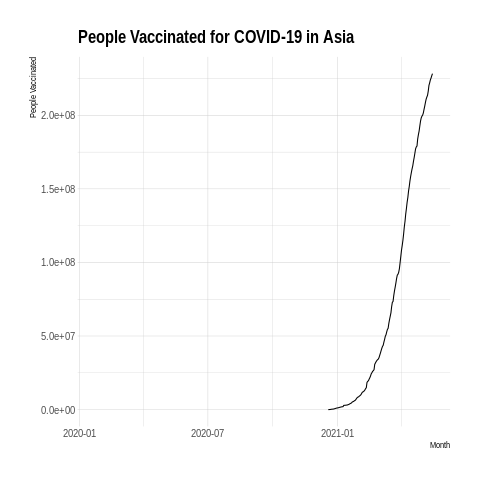 People Vaccinated for COVID-19 in Asia
People Vaccinated
2.0e+08
1.5e+08
1.0e+08
5.0e+07
0.0e+00
2020-01 2020-07 2021-01
Month